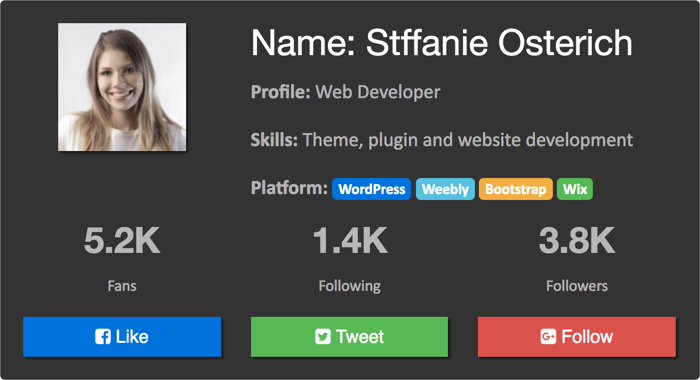 Name: Stffanie Osterich
Profile: Web Developer
Skills: Theme, plugin and website development
Platform: WordPress Weebly Bootstrap Wix
5.2K 1.4K 3.8K
Fans Following Followers
Like Tweet Follow